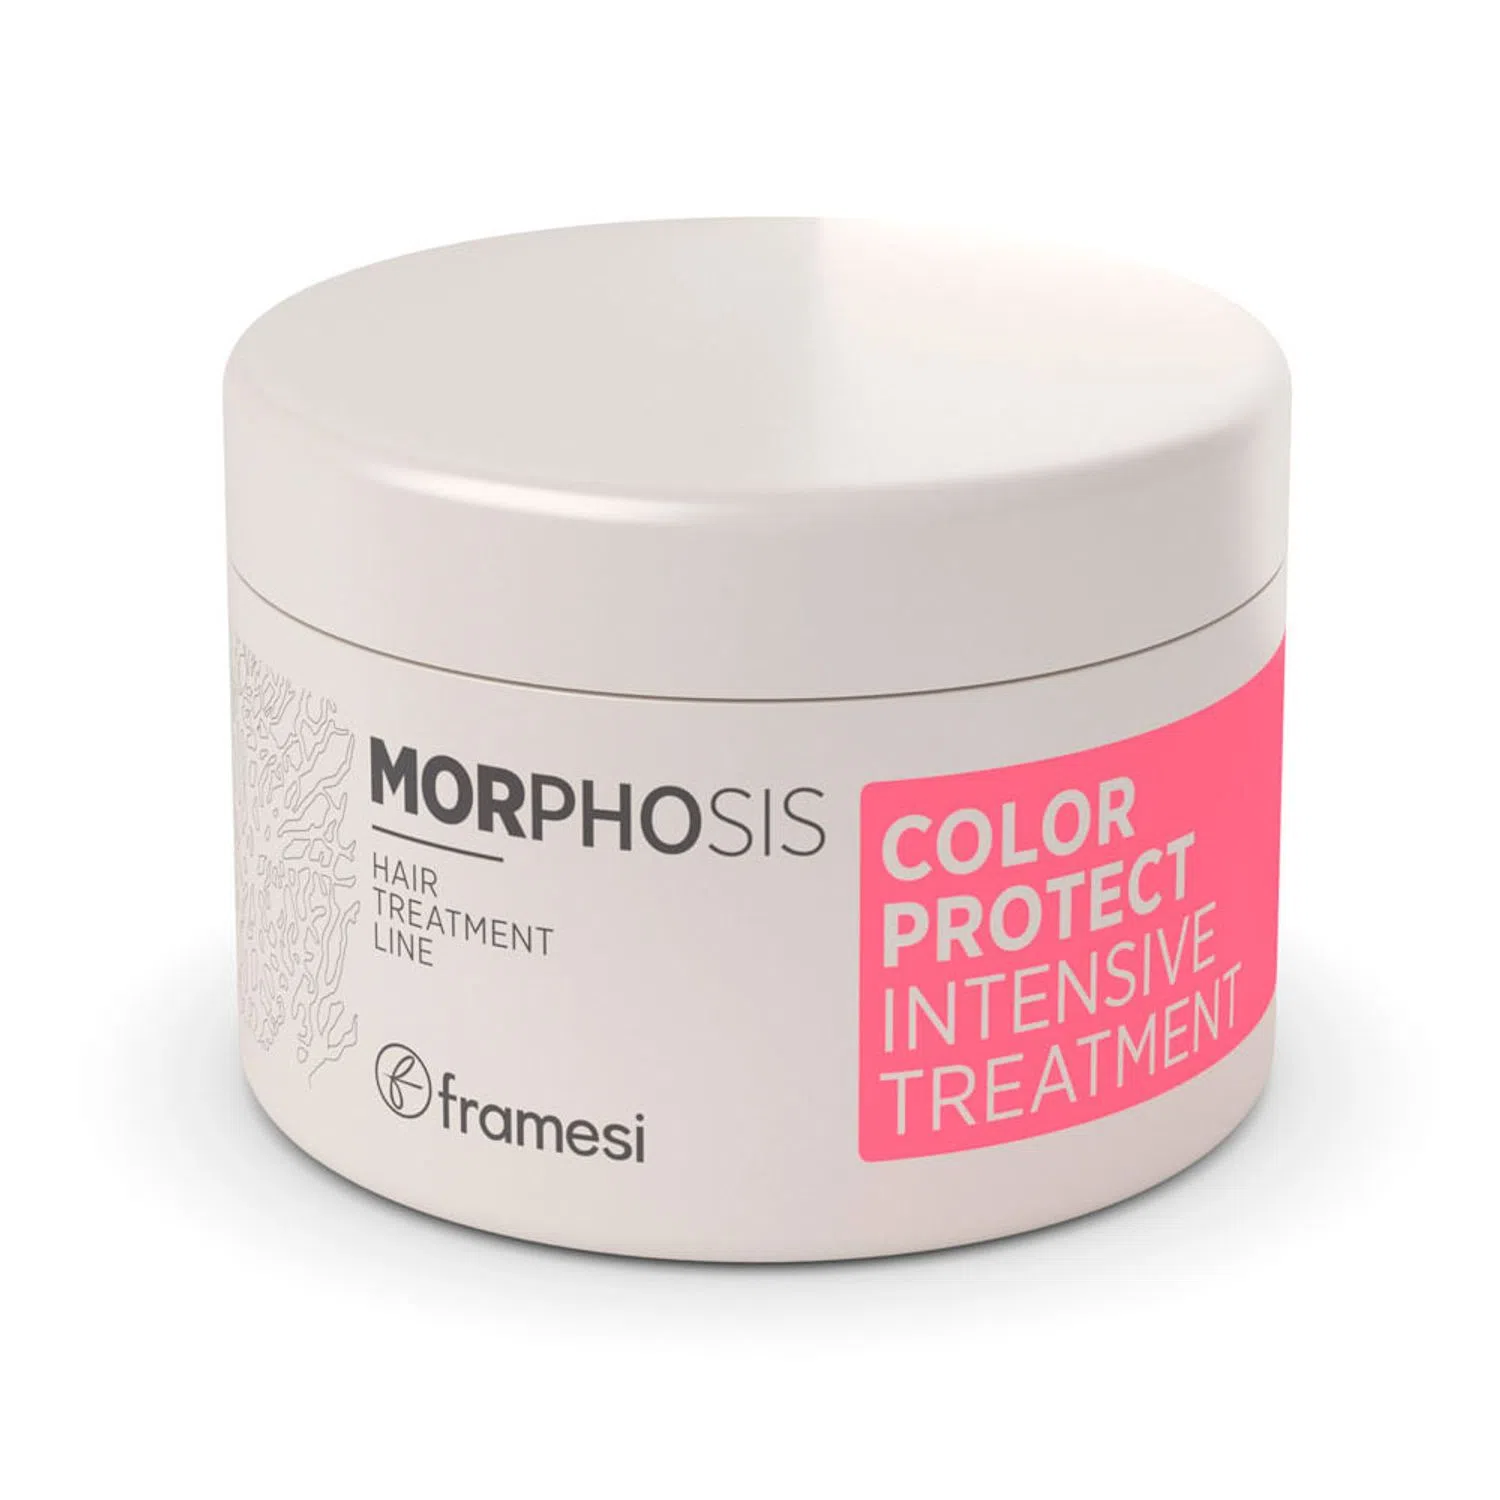 MORPHOSIS
HAIR
TREATMENT
LINE
framesi
COLOR
PROTECT
INTENSIVE
TREATMENT